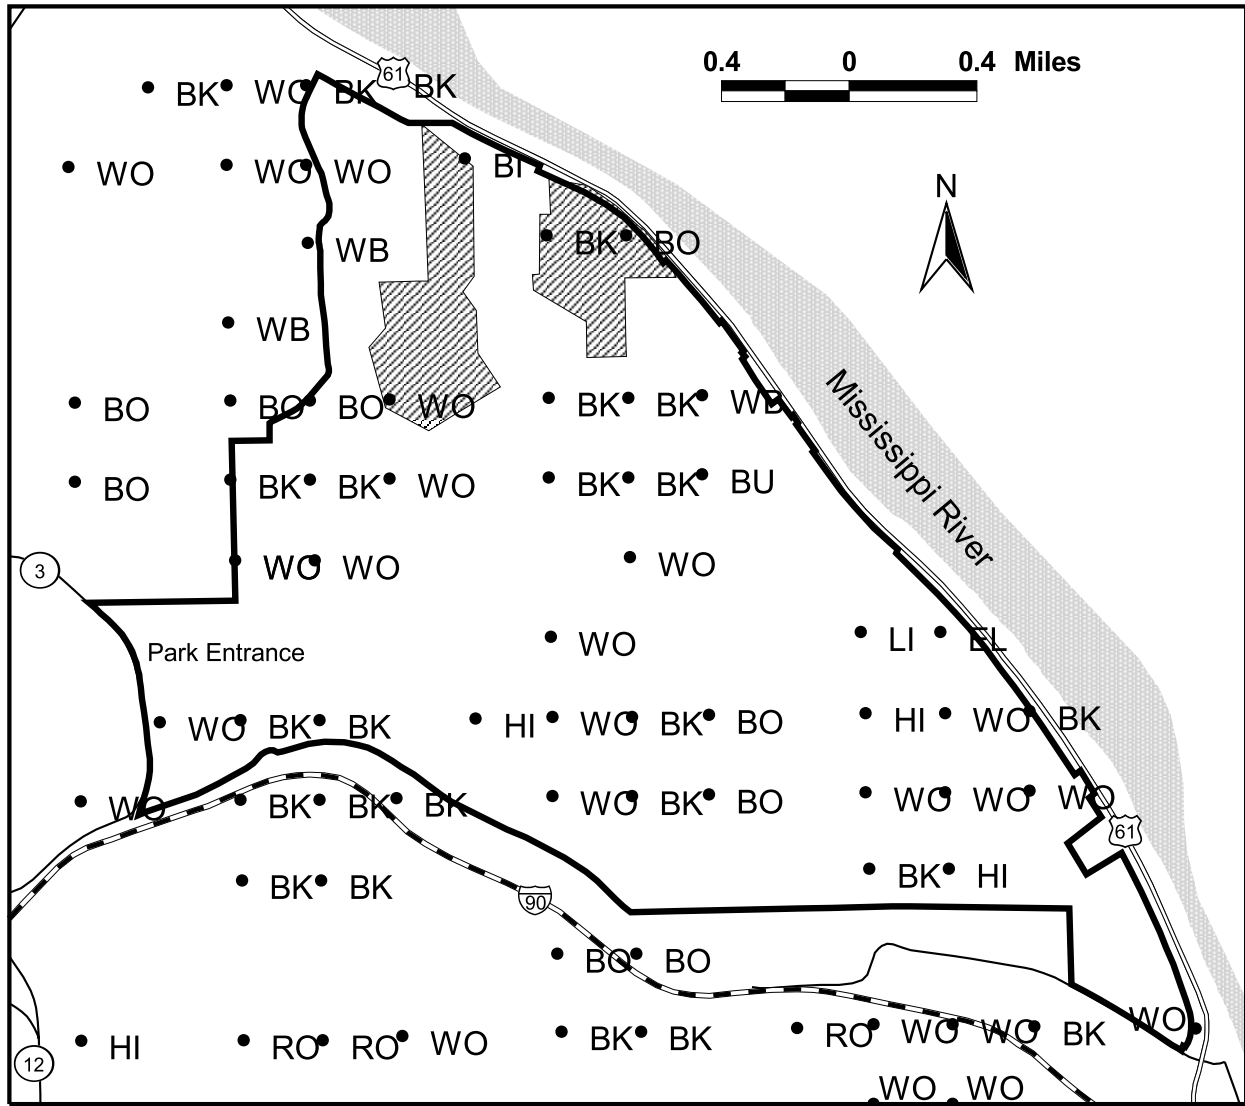 61
BK
0.4 0 0.4 Miles
BK WO BK
WO WO WO BI
N
WB BK BO
WB
BO BO BO WO BK BK WB
Mississippi River
BO BK BK WO BK BK BU
3
WO WO WO
Park Entrance
WO LI EL
WO BK BK HI WO BK BO HI WO BK
WO BK BK BK WO BK BO WO WO WO
61
BK BK BK HI
90
BO BO
HI RO RO WO BK BK RO WO WO BK WO
12
WO WO